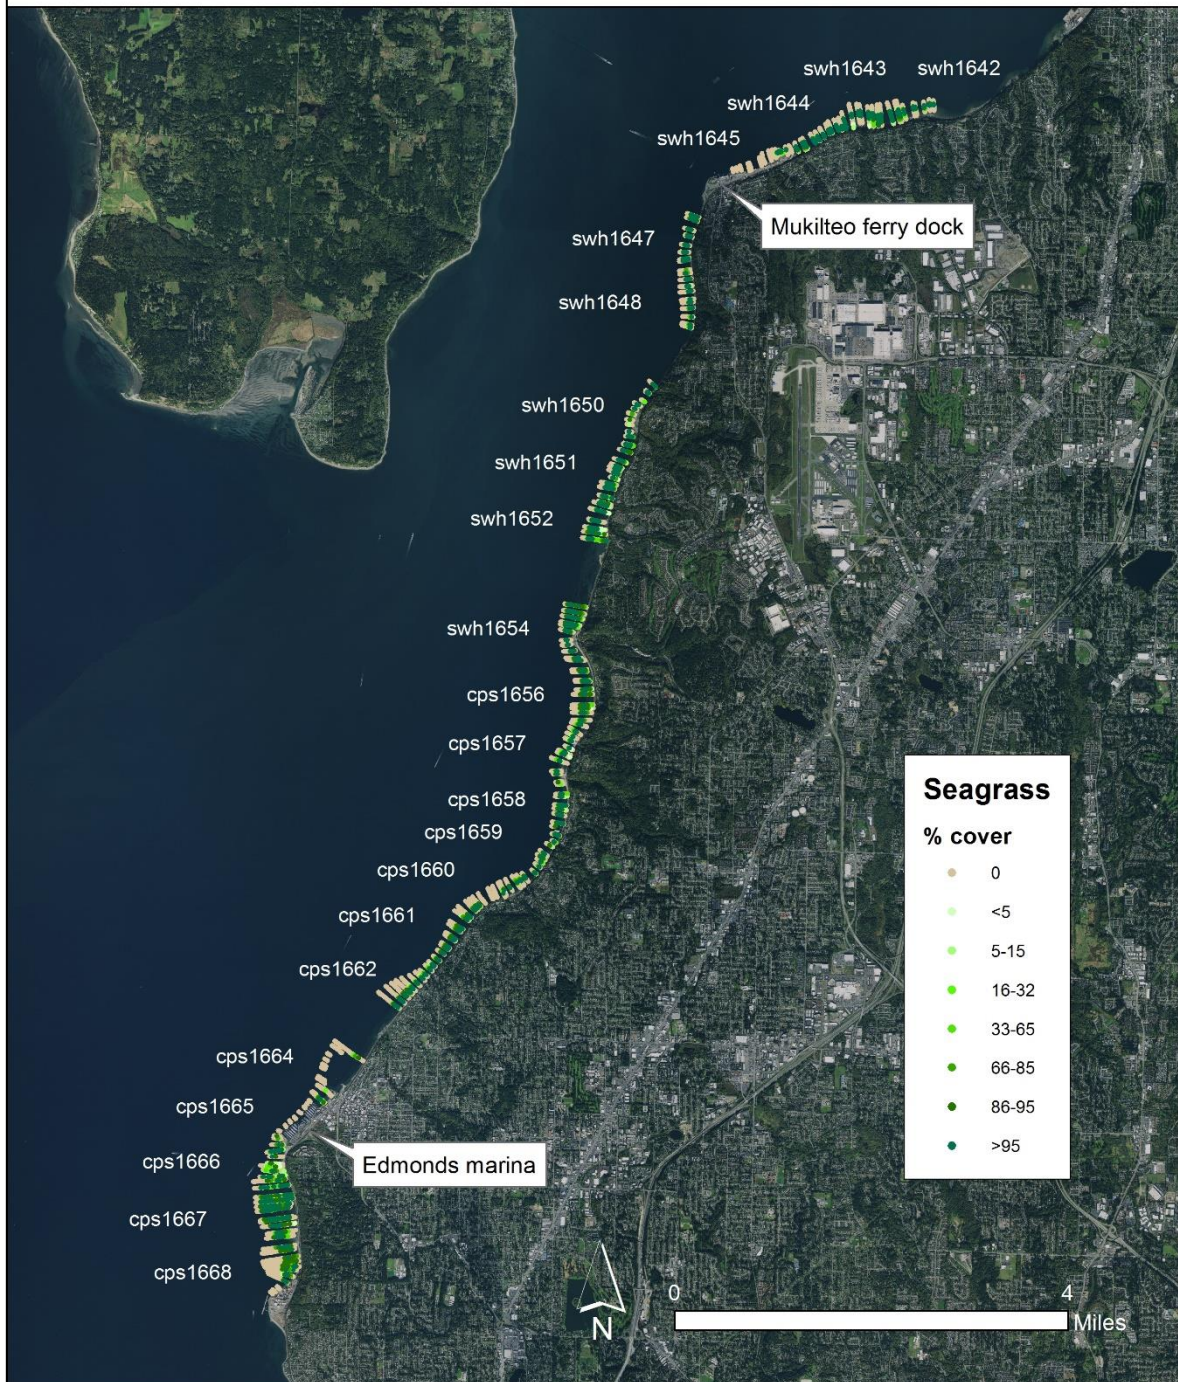 swh1643
swh1642
swh1644
swh1645
Mukilteo ferry dock
swh1647
swh1648
swh1650
swh1651
swh1652
swh1654
cps1656
cps1657
cps1658
cps1659
cps1660
cps1661
cps1662
cps1664
cps1665
Edmonds marina
cps1666
cps1667
cps1668
Seagrass
% cover
0
<5
5-15
16-32
33-65
66-85
86-95
>95
N
0
4
Miles